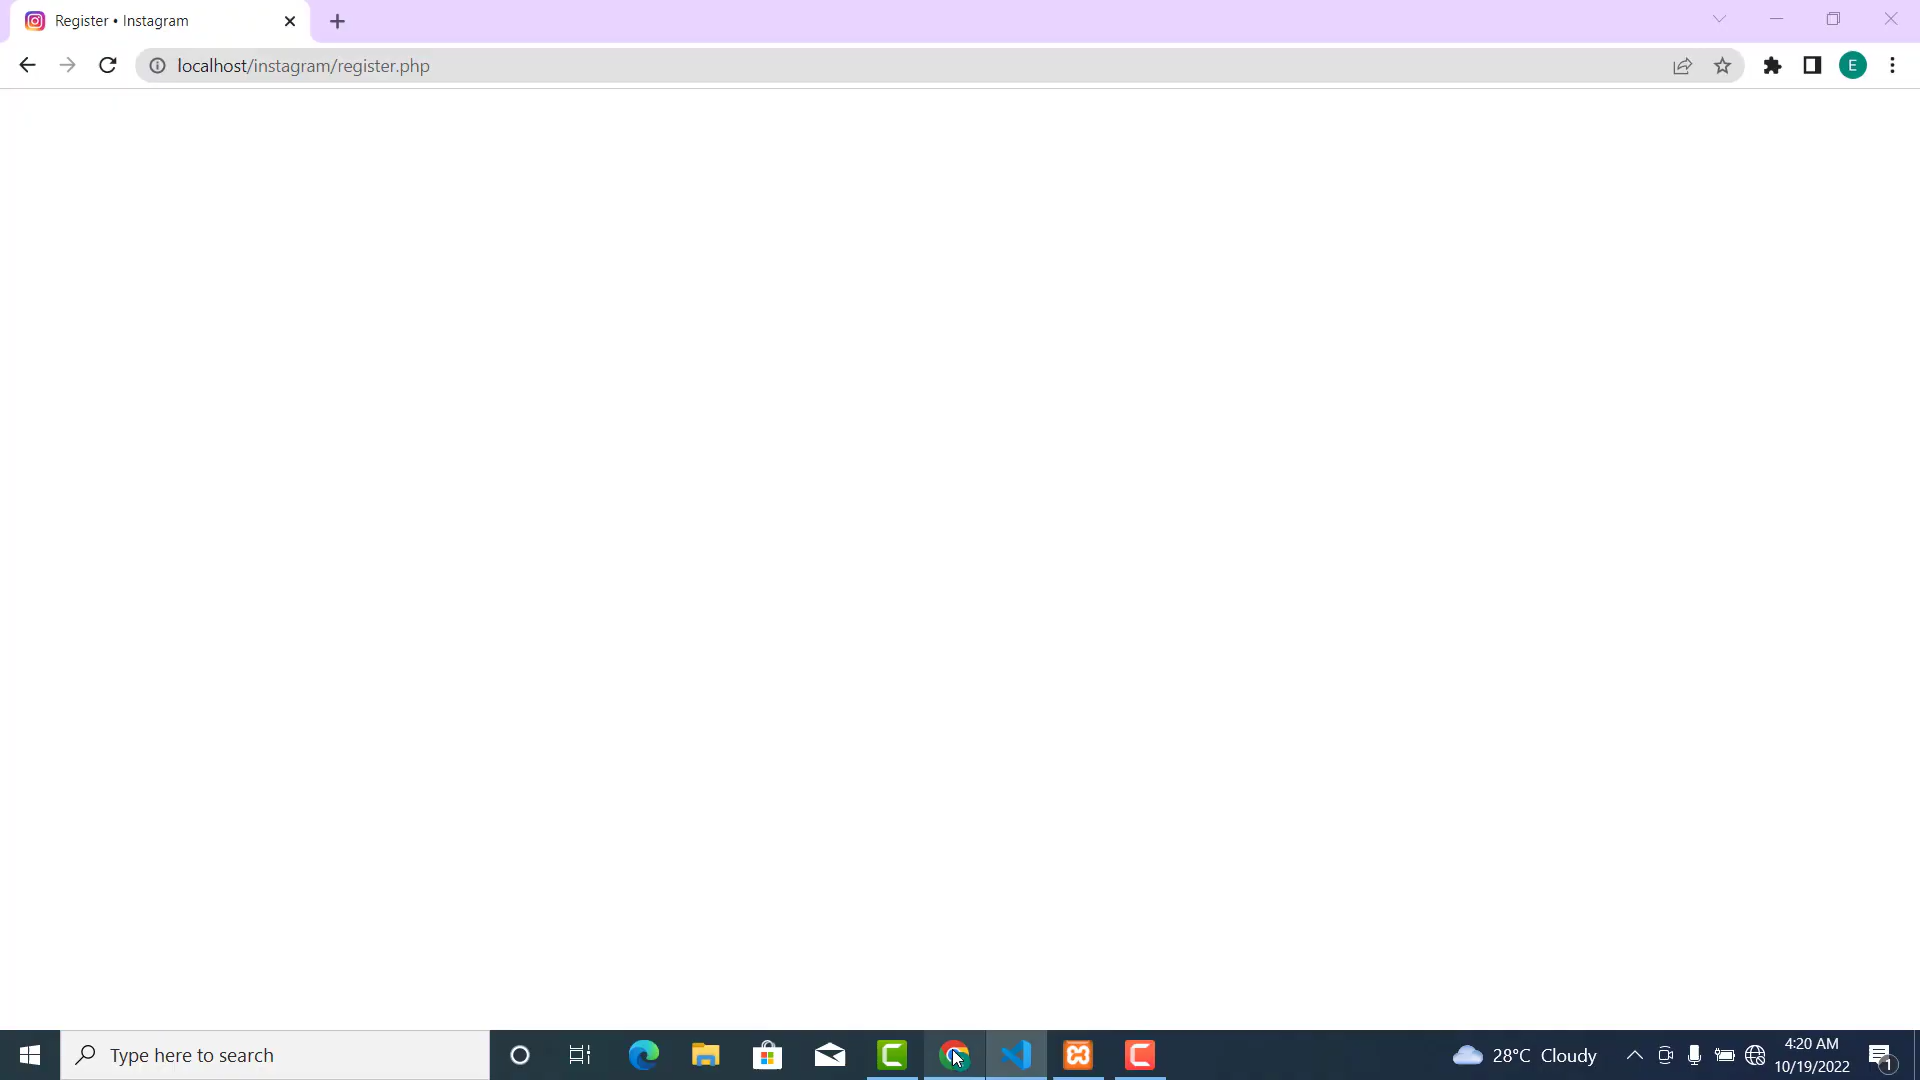 Register • Instagram
localhost/instagram/register.php
E
Type here to search
28°C Cloudy
4:20 AM
10/19/2022
1